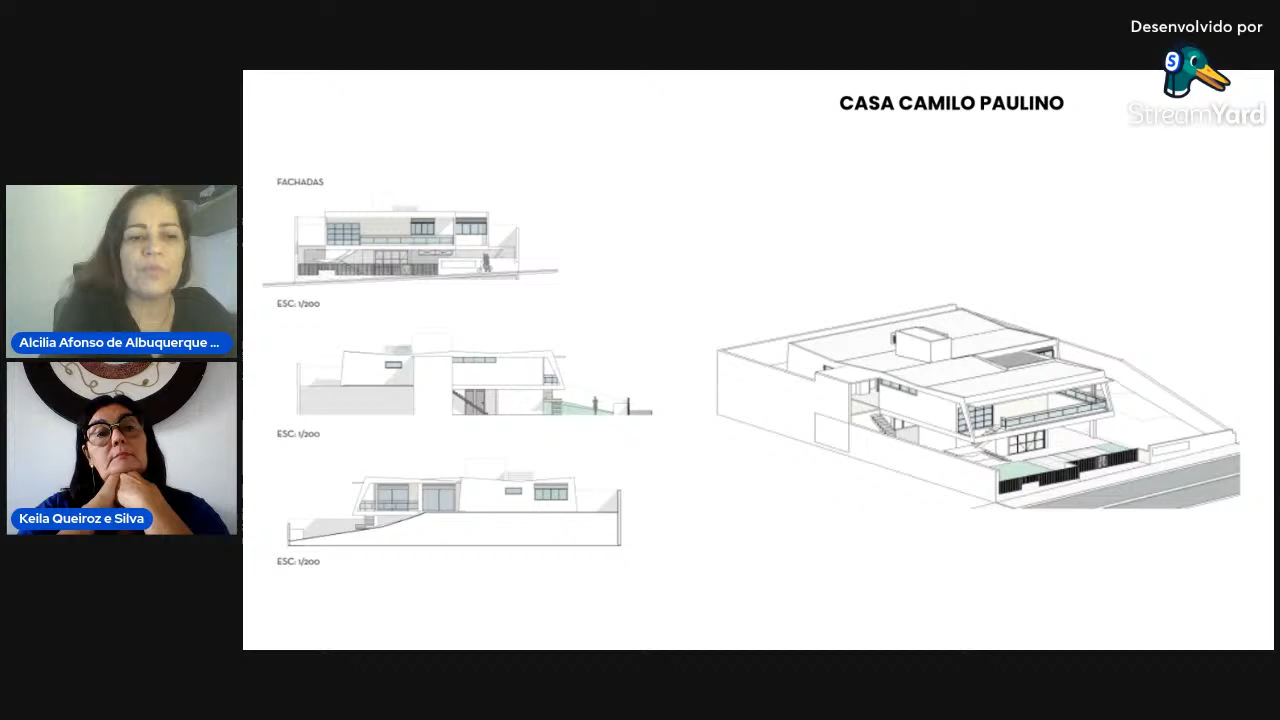 Desenvolvido por
StreamYard
CASA CAMILO PAULINO
FACHADAS
ESC: 1/200
ESC: 1/200
ESC: 1/200
Alcilia Afonso de Albuquerque ...
Keila Queiroz e Silva